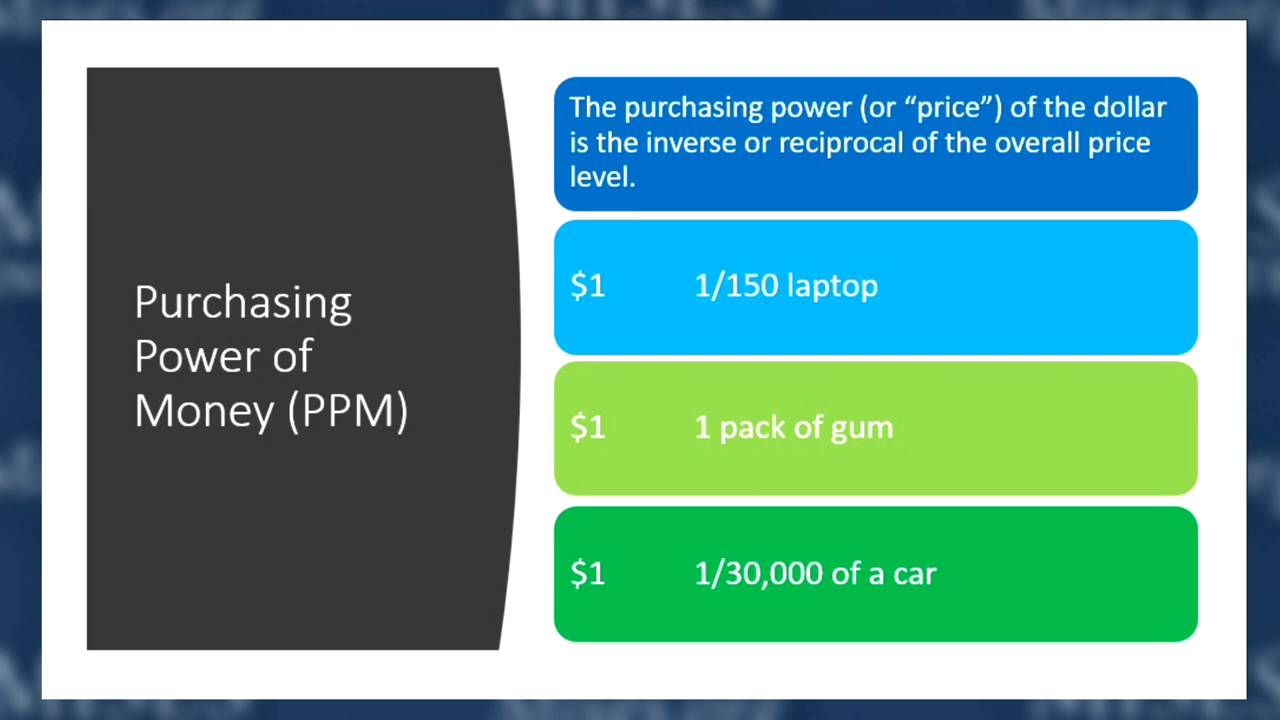 Purchasing
Power of
Money (PPM)
The purchasing power (or “price”) of the dollar
is the inverse or reciprocal of the overall price
level.
$1 1/150 laptop
$1 1 pack of gum
$1 1/30,000 of a car